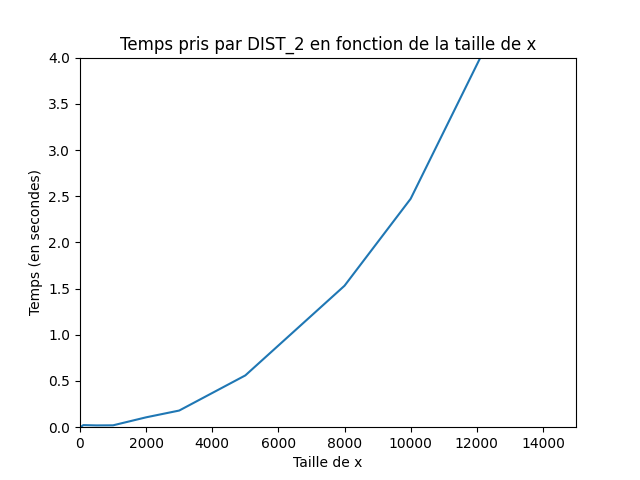 Temps pris par DIST_2 en fonction de la taille de x
4.0
3.5
3.0
2.5
2.0
1.5
1.0
0.5
0.0
Temps (en secondes)
0 2000 4000 6000 8000 10000 12000 14000
Taille de x